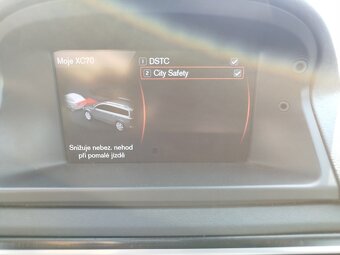 Moje XC70
1 DSTC
2 City Safety
Snižuje nebez. nehod
při pomalé jízdě